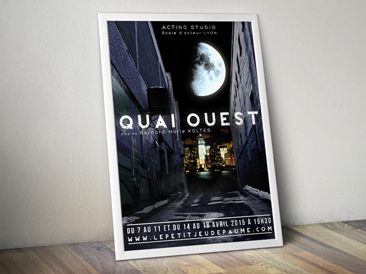 ACTING STUDIO
École d'acteur-LYON
QUAI OUEST
Bernard-Marie KOLTÈS
DU 7 AU 11 ET DU 14 AU 18 AVRIL 2015 À 19H30
WWW.LEPETITJEUDEPAUME.COM